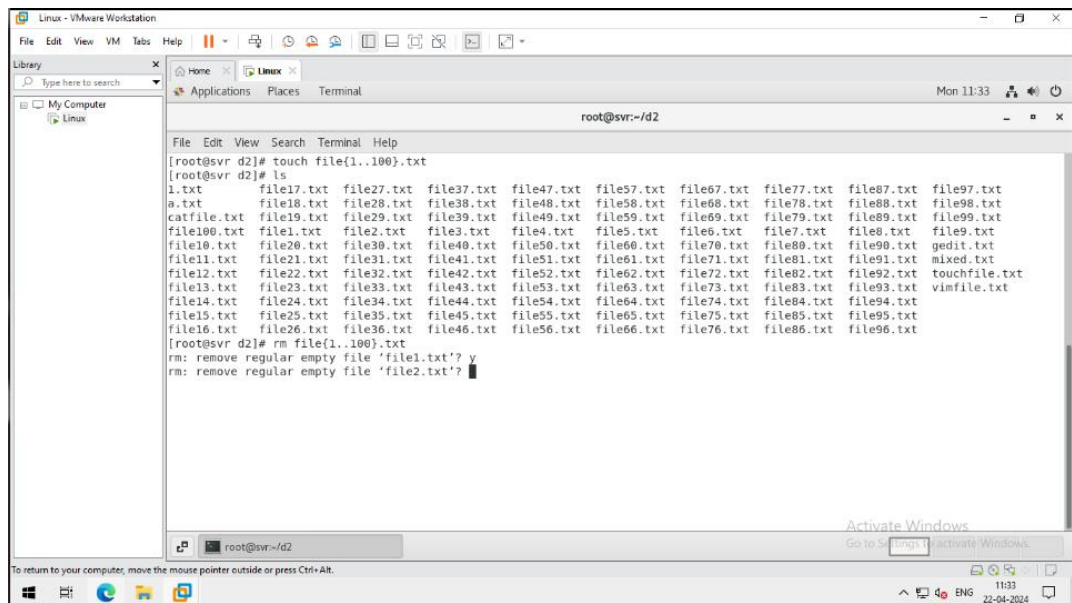 Linux - VMware Workstation
File Edit View VM Tabs Help
Library
Type here to search
My Computer
Linux
Home
Linux
Applications Places Terminal Mon 11:33
root@svr:~/d2
File Edit View Search Terminal Help
[root@svr d2]# touch file{1..100}.txt
[root@svr d2]# ls
1.txt file17.txt file27.txt file37.txt file47.txt file57.txt file67.txt file77.txt file87.txt file97.txt
a.txt file18.txt file28.txt file38.txt file48.txt file58.txt file68.txt file78.txt file88.txt file98.txt
catfile.txt file19.txt file29.txt file39.txt file49.txt file59.txt file69.txt file79.txt file89.txt file99.txt
file100.txt file1.txt file2.txt file3.txt file4.txt file5.txt file6.txt file7.txt file8.txt file9.txt
file10.txt file20.txt file30.txt file40.txt file50.txt file60.txt file70.txt file80.txt file90.txt gedit.txt
file11.txt file21.txt file31.txt file41.txt file51.txt file61.txt file71.txt file81.txt file91.txt mixed.txt
file12.txt file22.txt file32.txt file42.txt file52.txt file62.txt file72.txt file82.txt file92.txt touchfile.txt
file13.txt file23.txt file33.txt file43.txt file53.txt file63.txt file73.txt file83.txt file93.txt vimfile.txt
file14.txt file24.txt file34.txt file44.txt file54.txt file64.txt file74.txt file84.txt file94.txt
file15.txt file25.txt file35.txt file45.txt file55.txt file65.txt file75.txt file85.txt file95.txt
file16.txt file26.txt file36.txt file46.txt file56.txt file66.txt file76.txt file86.txt file96.txt
[root@svr d2]# rm file{1..100}.txt
rm: remove regular empty file ‘file1.txt’? y
rm: remove regular empty file ‘file2.txt’?
Activate Windows
Go to Settings to activate Windows.
root@svr:~/d2
To return to your computer, move the mouse pointer outside or press Ctrl+Alt.
ENG
11:33
22-04-2024